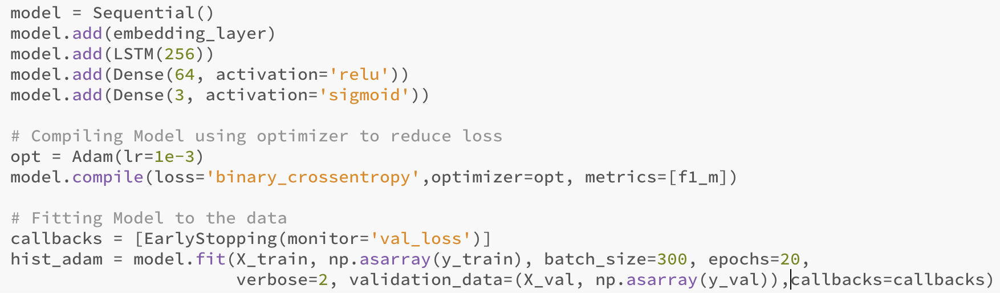 model = Sequential()
model.add(embedding_layer)
model.add(LSTM(256))
model.add(Dense(64, activation='relu'))
model.add(Dense(3, activation='sigmoid'))

# Compiling Model using optimizer to reduce loss
opt = Adam(lr=1e-3)
model.compile(loss='binary_crossentropy',optimizer=opt, metrics=[f1_m])

# Fitting Model to the data
callbacks = [EarlyStopping(monitor='val_loss')]
hist_adam = model.fit(X_train, np.asarray(y_train), batch_size=300, epochs=20,
                      verbose=2, validation_data=(X_val, np.asarray(y_val)),callbacks=callbacks)